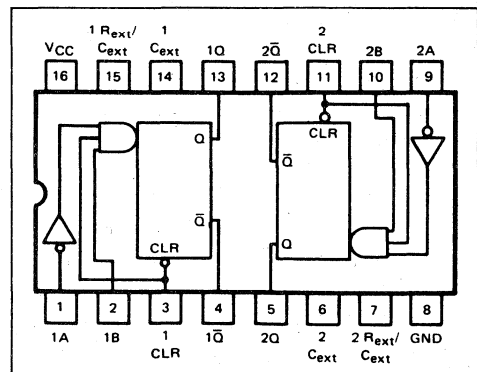 1 Rext/ 1 2
VCC Cext Cext 1Q 2Q̅ CLR 2B 2A
16 15 14 13 12 11 10 9
CLR
Q Q̅
Q̅ Q
CLR
1 2 3 4 5 6 7 8
1A 1B 1 1Q̅ 2Q 2 2 Rext/ GND
CLR Cext Cext